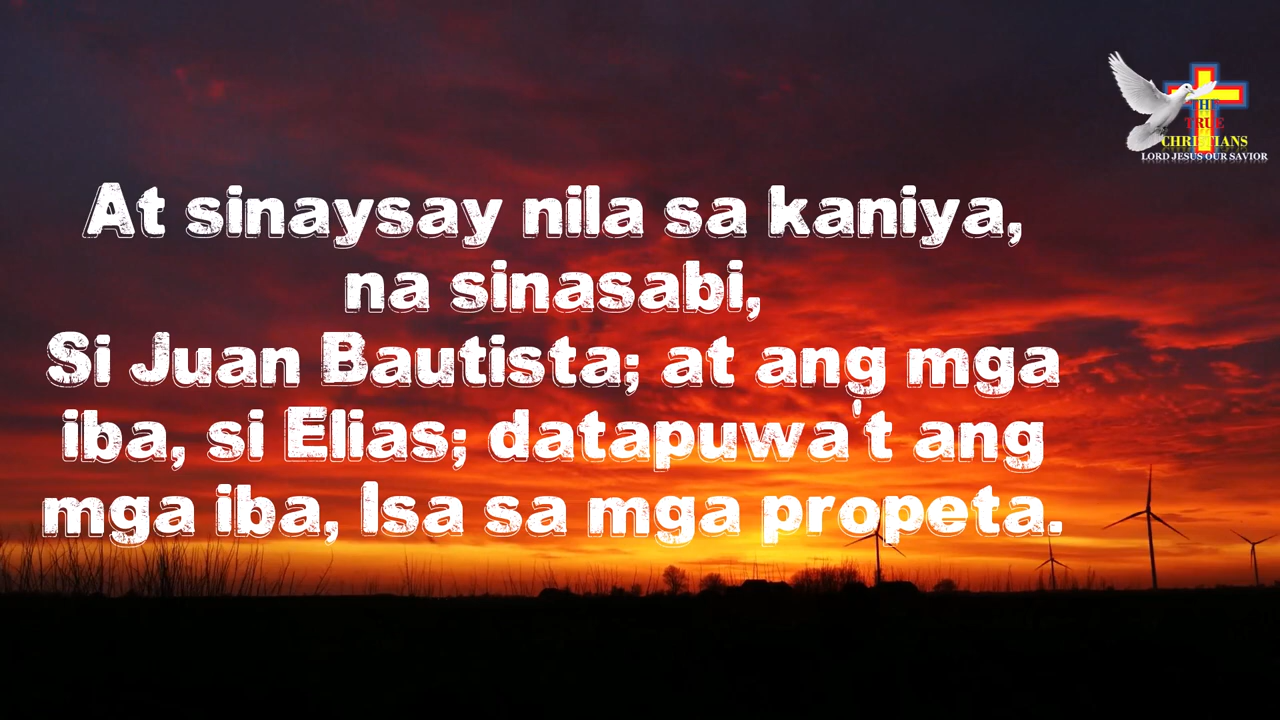 At sinaysay nila sa kaniya,
na sinasabi,
Si Juan Bautista; at ang mga
iba, si Elias; datapuwa't ang
mga iba, Isa sa mga propeta.
THE
TRUE
CHRISTIANS
LORD JESUS OUR SAVIOR